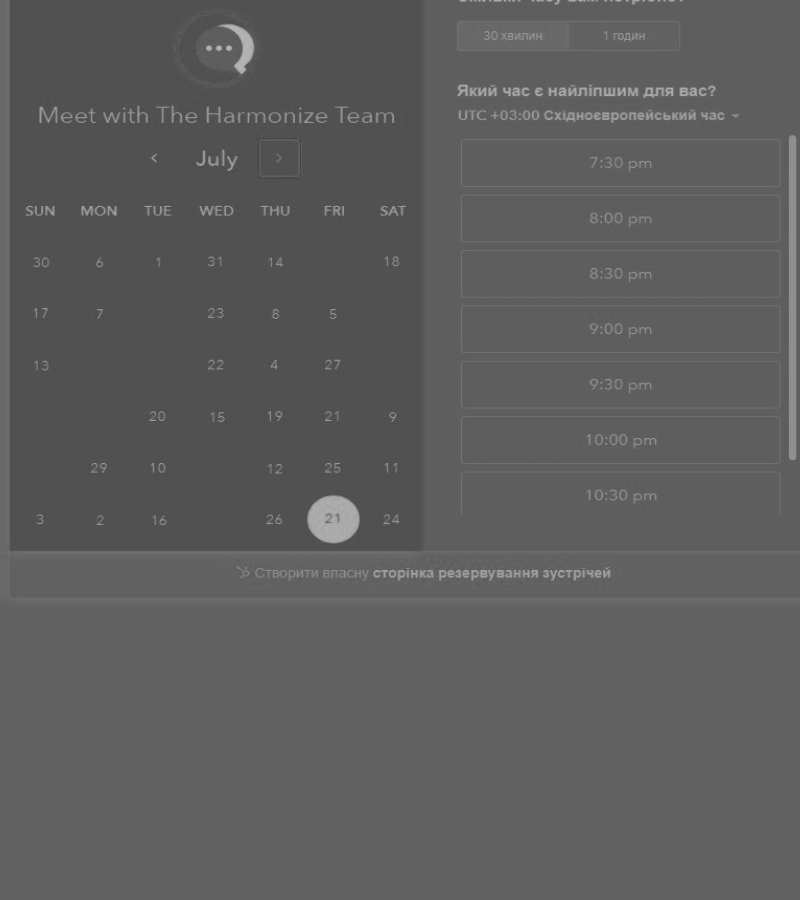 Meet with The Harmonize Team
July
SUN MON TUE WED THU FRI SAT
30 6 1 31 14 18
17 7 23 8 5
13 22 4 27
20 15 19 21 9
29 10 12 25 11
3 2 16 26 21 24
30 хвилин 1 годин
Який час є найліпшим для вас?
UTC +03:00 Східноєвропейський час
7:30 pm
8:00 pm
8:30 pm
9:00 pm
9:30 pm
10:00 pm
10:30 pm
Створити власну сторінка резервування зустрічей